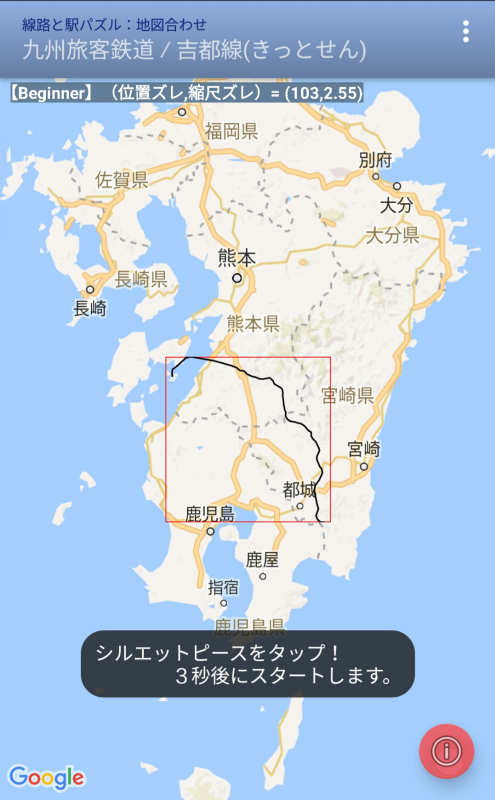 線路と駅パズル：地図合わせ
九州旅客鉄道 / 吉都線(きっとせん)
【Beginner】（位置ズレ,縮尺ズレ）= (103,2.55)
福岡県
別府
佐賀県
大分
大分県
熊本
長崎県
長崎
熊本県
宮崎県
宮崎
都城
鹿児島
鹿屋
指宿
鹿児島県
シルエットピースをタップ！
３秒後にスタートします。
Google